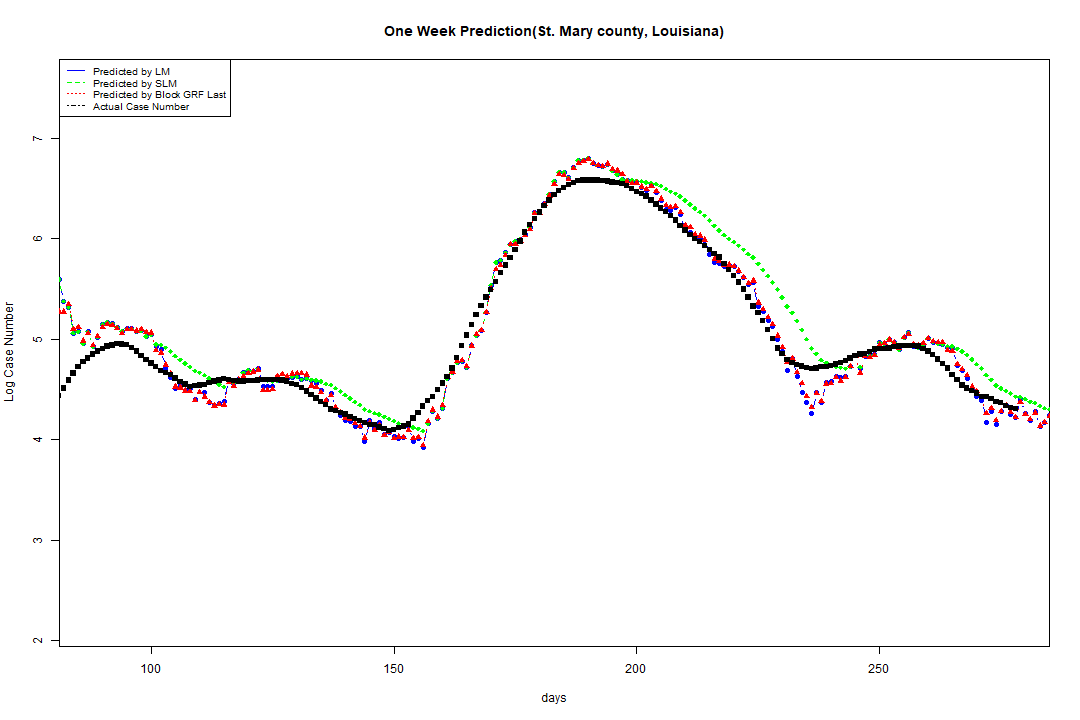 One Week Prediction(St. Mary county, Louisiana)
Predicted by LM
Predicted by SLM
Predicted by Block GRF Last
Actual Case Number
7
6
5
4
3
2
Log Case Number
100 150 200 250
days